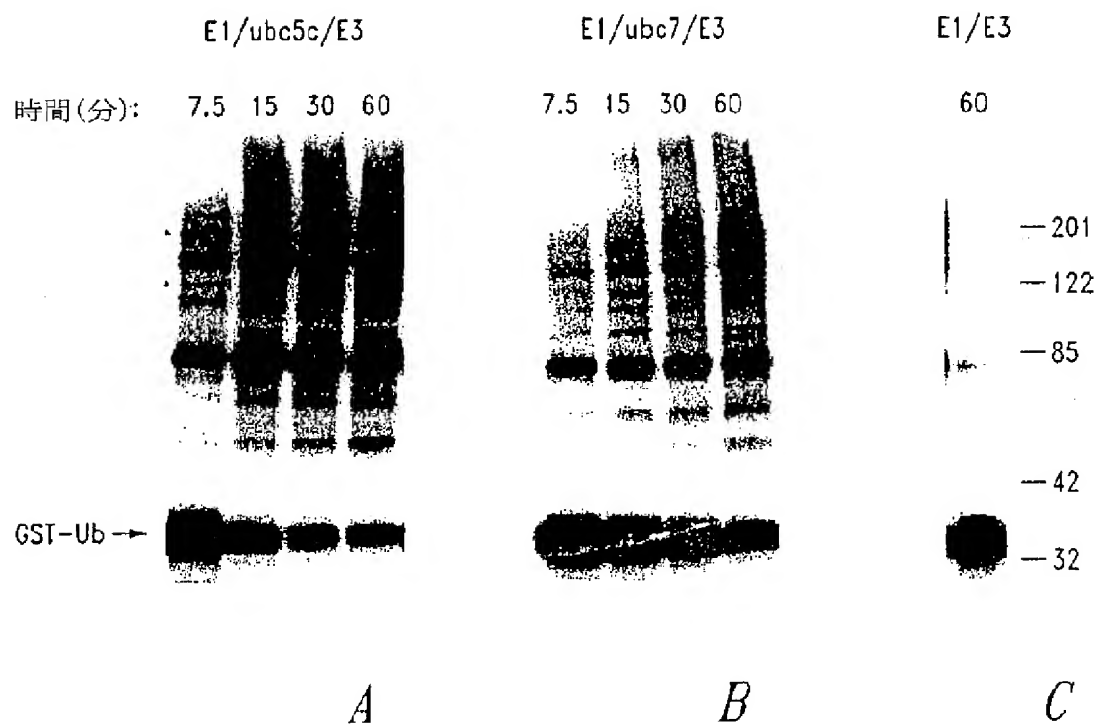 E1/ubc5c/E3 E1/ubc7/E3 E1/E3
時間(分): 7.5 15 30 60 7.5 15 30 60 60
—201
—122
—85
—42
GST-Ub→
—32
A B C